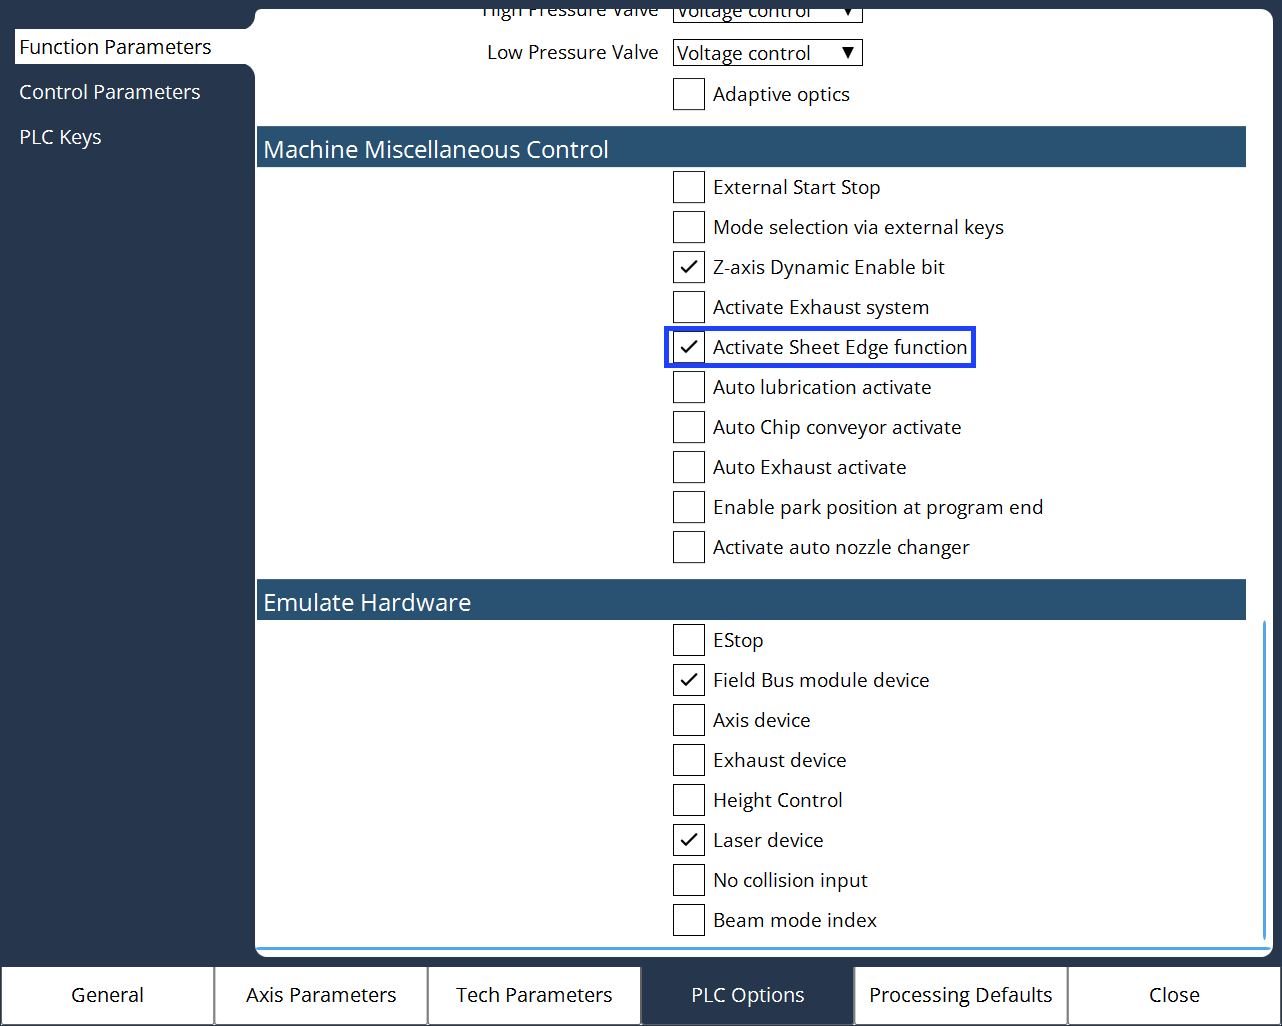 Function Parameters
Control Parameters
PLC Keys
High Pressure Valve Voltage control
Low Pressure Valve Voltage control
Adaptive optics
Machine Miscellaneous Control
External Start Stop
Mode selection via external keys
Z-axis Dynamic Enable bit
Activate Exhaust system
Activate Sheet Edge function
Auto lubrication activate
Auto Chip conveyor activate
Auto Exhaust activate
Enable park position at program end
Activate auto nozzle changer
Emulate Hardware
EStop
Field Bus module device
Axis device
Exhaust device
Height Control
Laser device
No collision input
Beam mode index
General Axis Parameters Tech Parameters PLC Options Processing Defaults Close